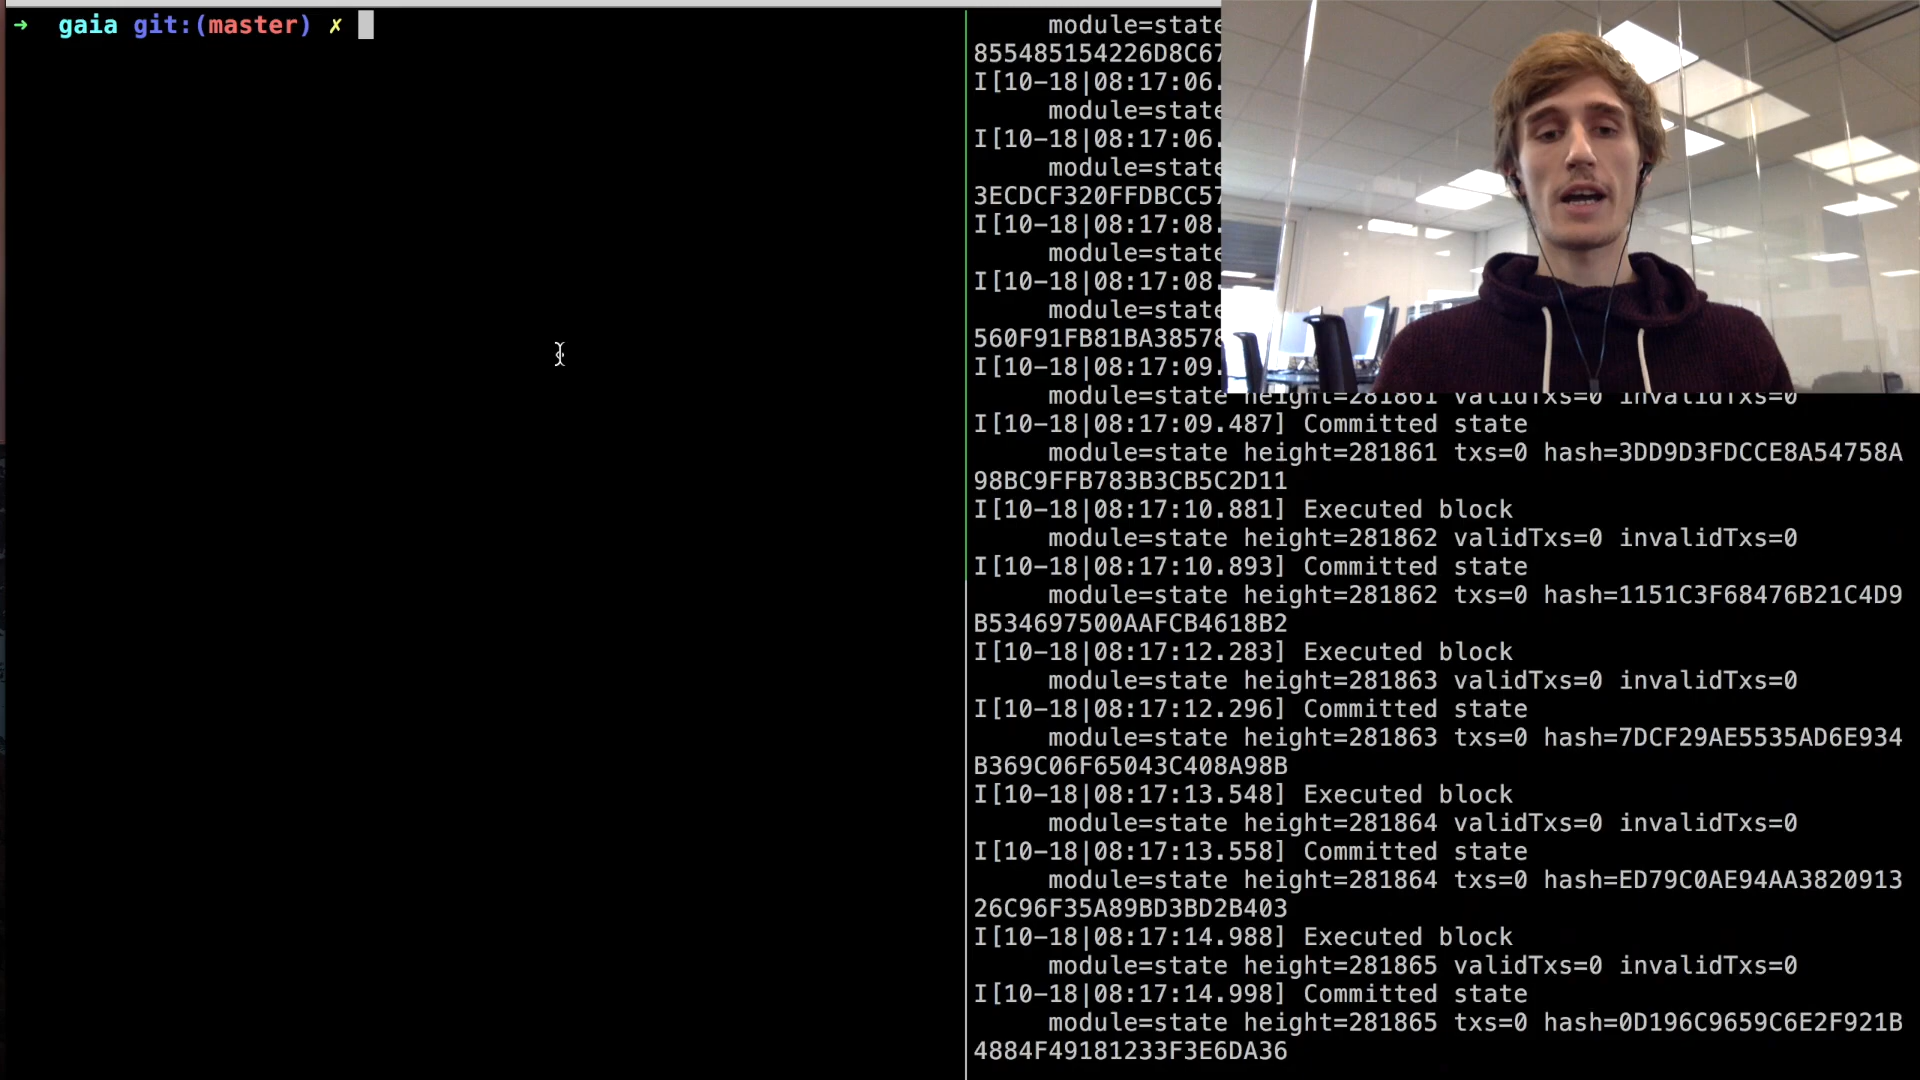 ➜  gaia git:(master) ✗
module=state
855485154226D8C67
I[10-18|08:17:06.
module=state
I[10-18|08:17:06.
module=state
3ECDCF320FFDBCC57
I[10-18|08:17:08.
module=state
I[10-18|08:17:08.
module=state
560F91FB81BA38578
I[10-18|08:17:09.
module=state height=281861 validTxs=0 invalidTxs=0
I[10-18|08:17:09.487] Committed state
module=state height=281861 txs=0 hash=3DD9D3FDCCE8A54758A
98BC9FFB783B3CB5C2D11
I[10-18|08:17:10.881] Executed block
module=state height=281862 validTxs=0 invalidTxs=0
I[10-18|08:17:10.893] Committed state
module=state height=281862 txs=0 hash=1151C3F68476B21C4D9
B534697500AAFCB4618B2
I[10-18|08:17:12.283] Executed block
module=state height=281863 validTxs=0 invalidTxs=0
I[10-18|08:17:12.296] Committed state
module=state height=281863 txs=0 hash=7DCF29AE5535AD6E934
B369C06F65043C408A98B
I[10-18|08:17:13.548] Executed block
module=state height=281864 validTxs=0 invalidTxs=0
I[10-18|08:17:13.558] Committed state
module=state height=281864 txs=0 hash=ED79C0AE94AA3820913
26C96F35A89BD3BD2B403
I[10-18|08:17:14.988] Executed block
module=state height=281865 validTxs=0 invalidTxs=0
I[10-18|08:17:14.998] Committed state
module=state height=281865 txs=0 hash=0D196C9659C6E2F921B
4884F49181233F3E6DA36